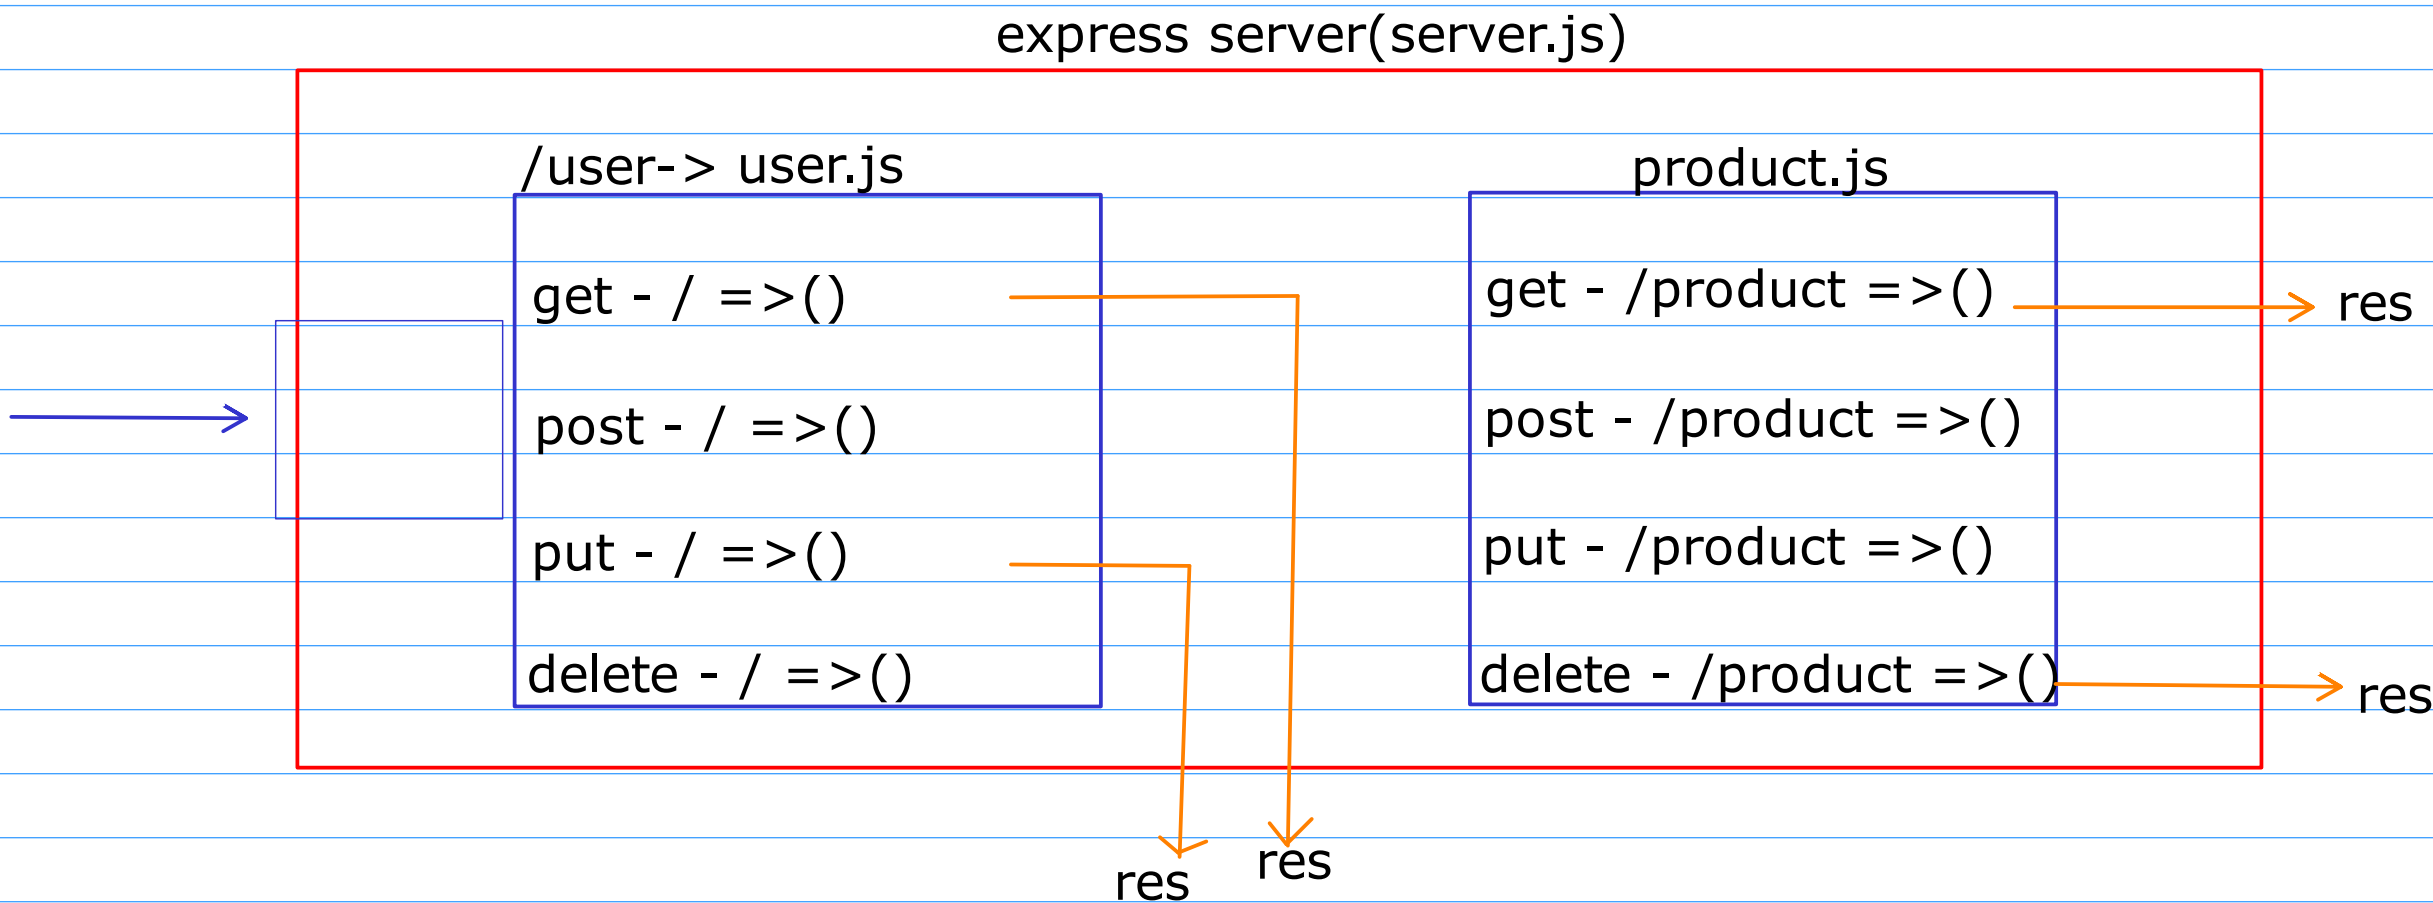 express server(server.js)
/user-> user.js
get - / =>()
post - / =>()
put - / =>()
delete - / =>()
product.js
get - /product =>()
post - /product =>()
put - /product =>()
delete - /product =>()
res
res
res
res